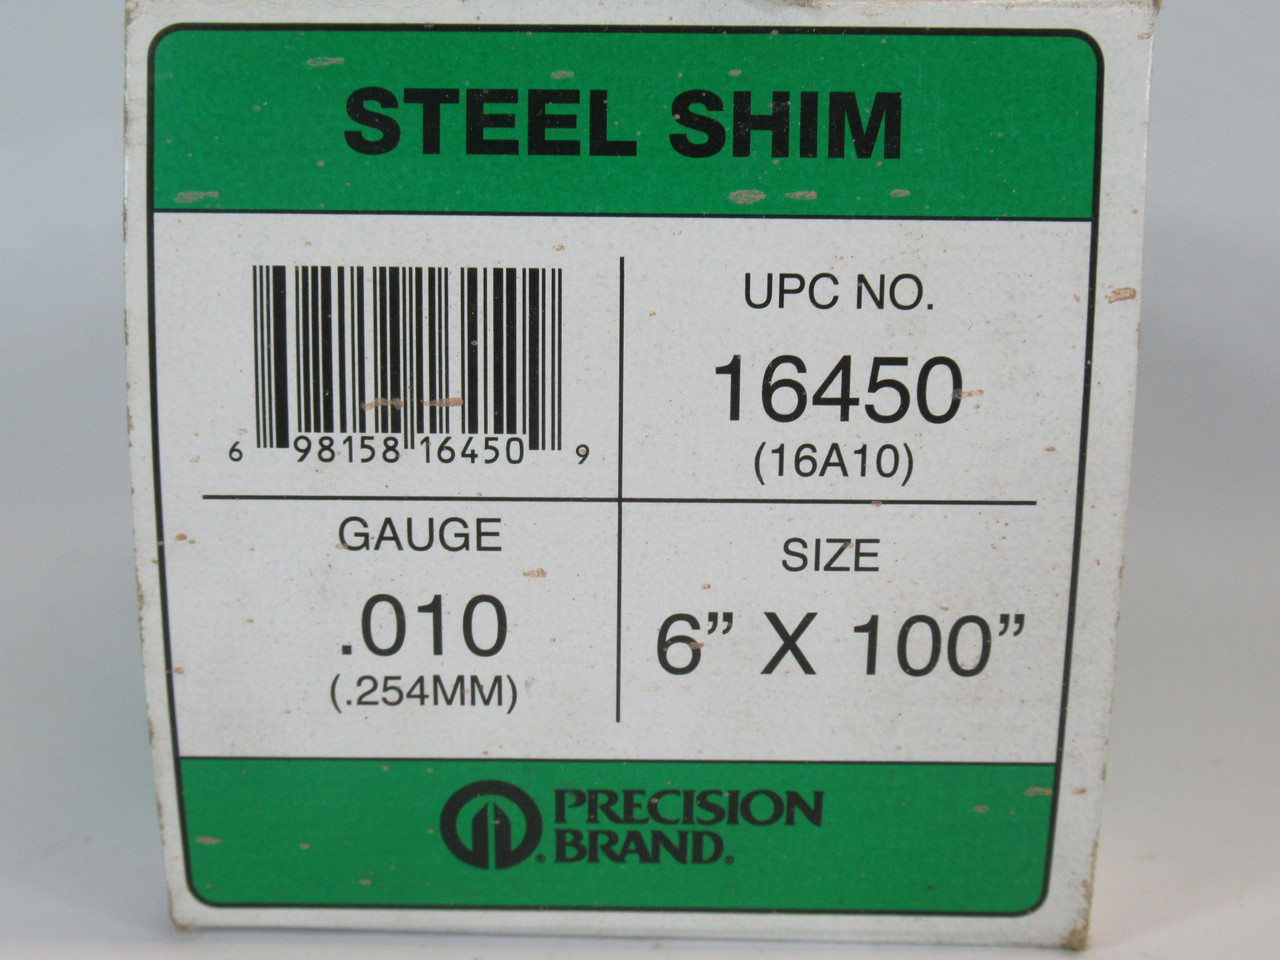 STEEL SHIM
6 98158 16450 9
UPC NO.
16450
(16A10)
GAUGE
.010
(.254MM)
SIZE
6” X 100”
PRECISION
BRAND.